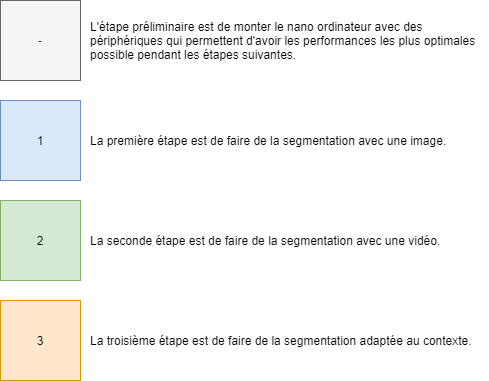 -
L'étape préliminaire est de monter le nano ordinateur avec des
périphériques qui permettent d'avoir les performances les plus optimales
possible pendant les étapes suivantes.
1
La première étape est de faire de la segmentation avec une image.
2
La seconde étape est de faire de la segmentation avec une vidéo.
3
La troisième étape est de faire de la segmentation adaptée au contexte.